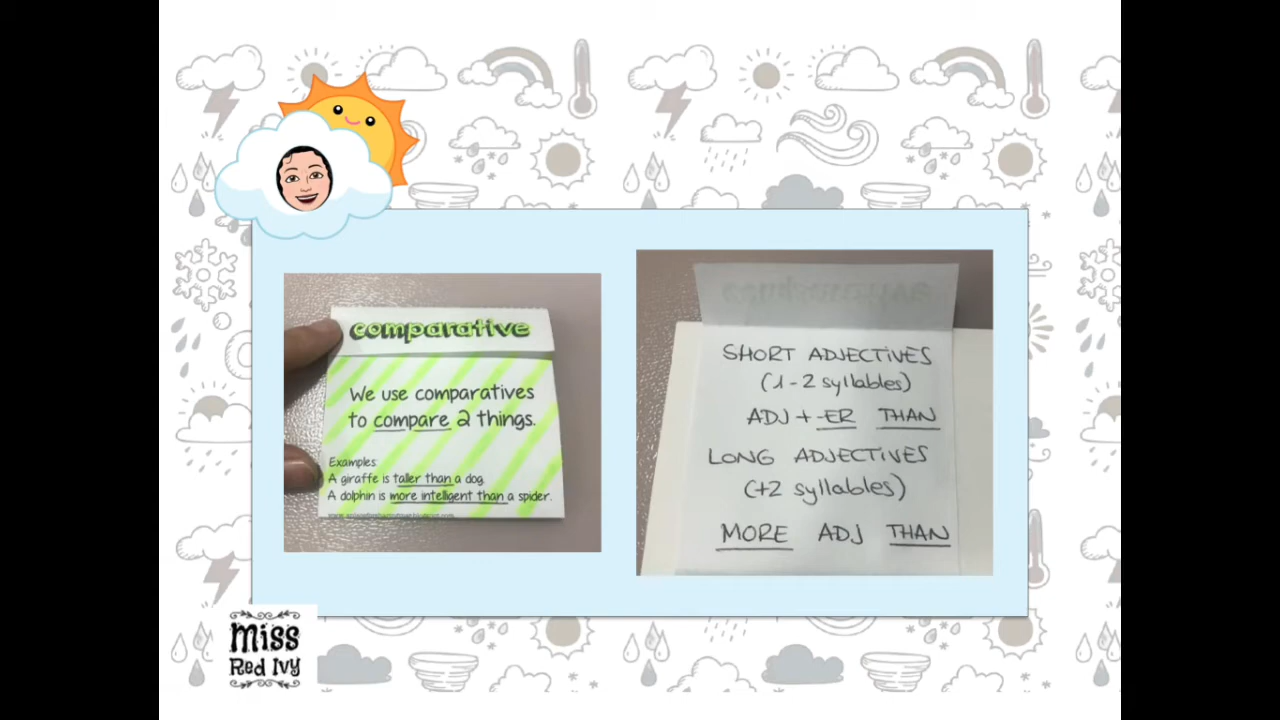 comparative
We use comparatives
to compare 2 things.
Examples:
A giraffe is taller than a dog.
A dolphin is more intelligent than a spider.
SHORT ADJECTIVES
(1-2 syllables)
ADJ + -ER THAN
LONG ADJECTIVES
(+2 syllables)
MORE ADJ THAN
Miss
Red Ivy